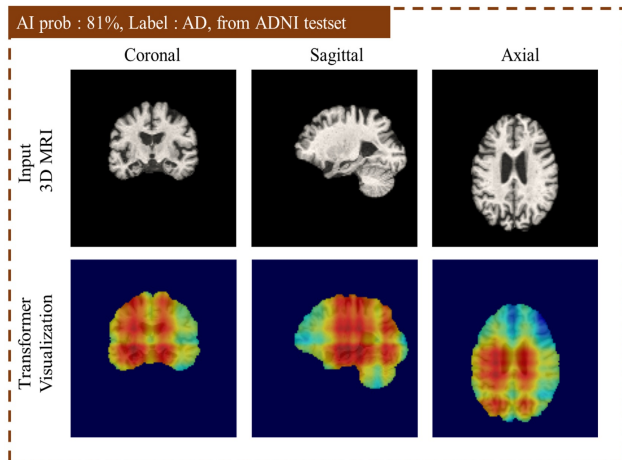 AI prob : 81%, Label : AD, from ADNI testset
Coronal
Sagittal
Axial
Input
3D MRI
Transformer
Visualization